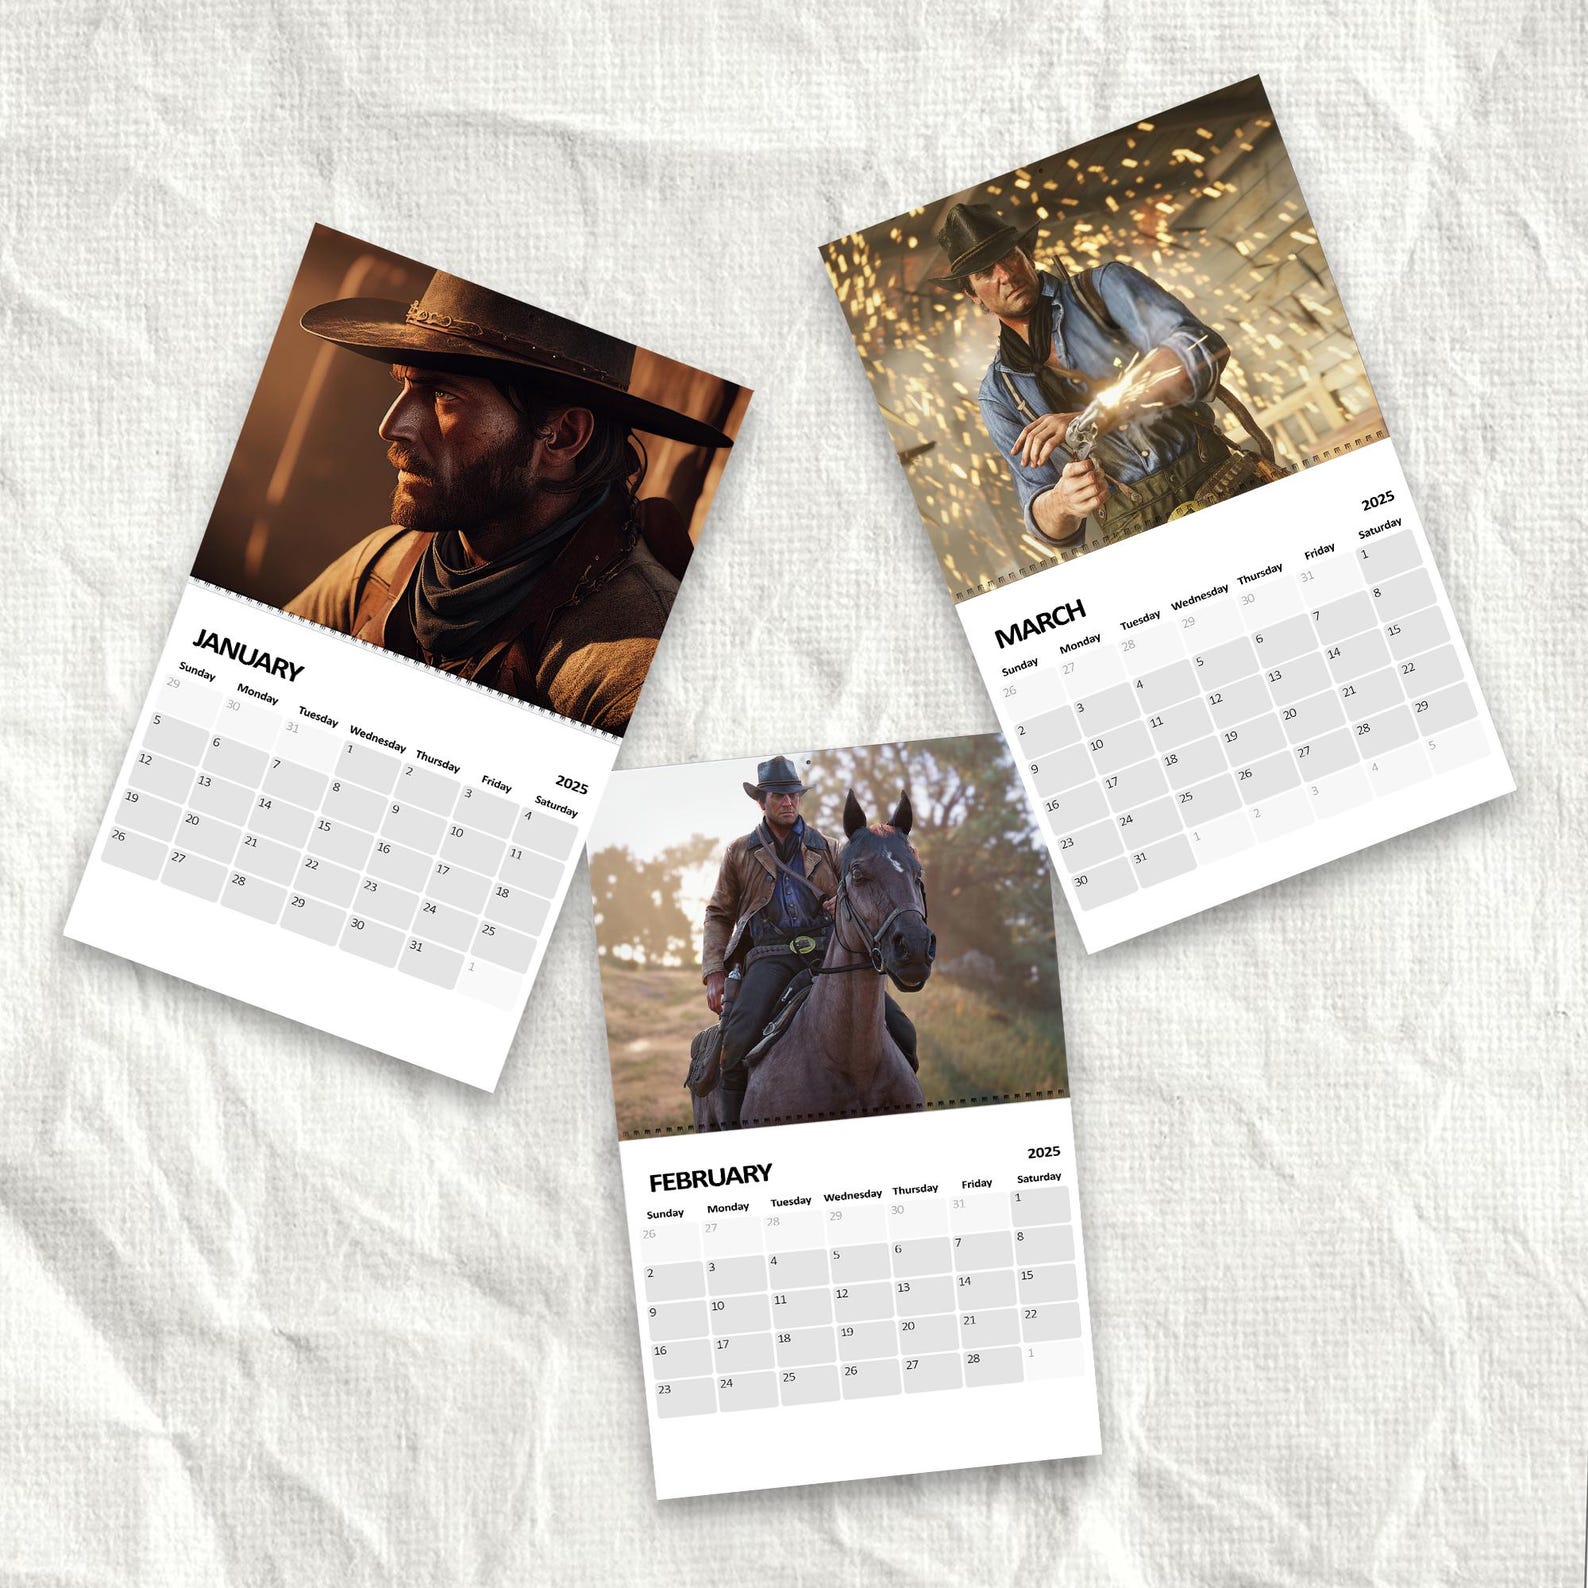 JANUARY
2025
Sunday Monday Tuesday Wednesday Thursday Friday Saturday
29 30 31 1 2 3 4
5 6 7 8 9 10 11
12 13 14 15 16 17 18
19 20 21 22 23 24 25
26 27 28 29 30 31 1
MARCH
2025
Sunday Monday Tuesday Wednesday Thursday Friday Saturday
26 27 28 29 30 31 1
2 3 4 5 6 7 8
9 10 11 12 13 14 15
16 17 18 19 20 21 22
23 24 25 26 27 28 29
30 31 1 2 3 4 5
FEBRUARY
2025
Sunday Monday Tuesday Wednesday Thursday Friday Saturday
26 27 28 29 30 31 1
2 3 4 5 6 7 8
9 10 11 12 13 14 15
16 17 18 19 20 21 22
23 24 25 26 27 28 1